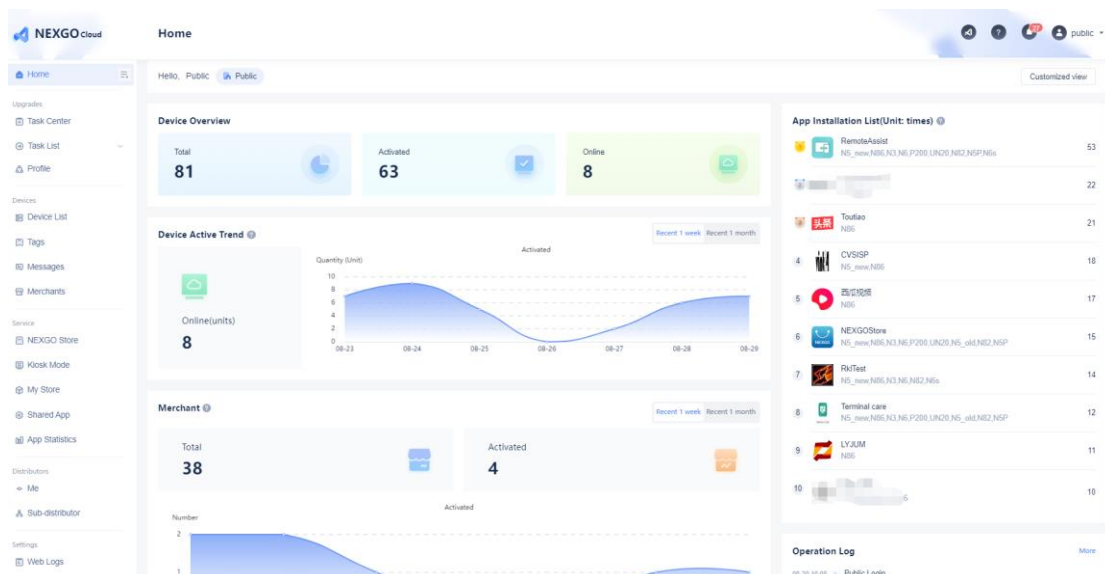 NEXGO Cloud
Home
public
Home
Hello, Public
Public
Customized view
Upgrades
Task Center
Task List
Profile
Devices
Device List
Tags
Messages
Merchants
Service
NEXGO Store
Kiosk Mode
My Store
Shared App
App Statistics
Distributors
Me
Sub-distributor
Settings
Web Logs
Device Overview
Total
81
Activated
63
Online
8
Device Active Trend
Recent 1 week
Recent 1 month
Online(units)
8
Activated
Quantity (Unit)
10
8
6
4
2
0
08-23
08-24
08-25
08-26
08-27
08-28
08-29
Merchant
Recent 1 week
Recent 1 month
Total
38
Activated
4
Activated
Number
2
1
App Installation List(Unit: times)
RemoteAssist
N5_new,N86,N3,N6,P200,UN20,N82,N5P,N6s
53
22
头条
Toutiao
N86
21
4
CVSISP
N5_new,N86
18
5
西瓜视频
N86
17
6
NEXGOStore
N5_new,N86,N3,N6,P200,UN20,N5_old,N82,N5P
15
7
RklTest
N5_new,N86,N3,N6,N82,N6s
14
8
Terminal care
N5_new,N86,N3,N6,P200,UN20,N5_old,N82,N5P
12
9
LYJUM
N86
11
10
10
Operation Log
More
Public Login